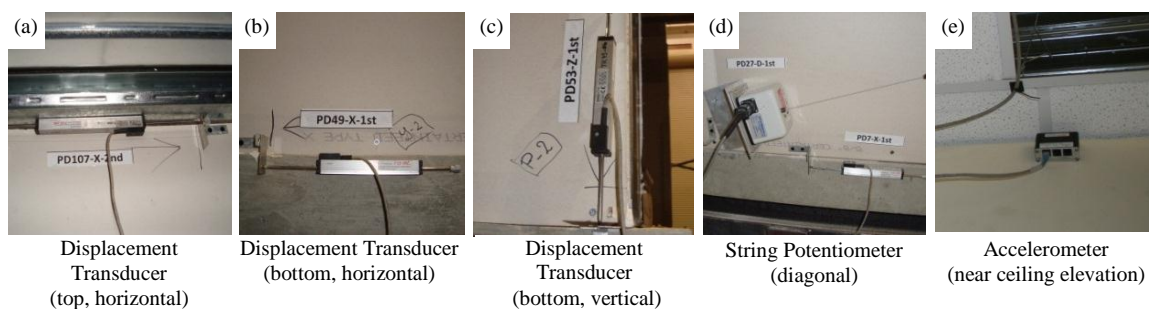 (a)
PD107-X-2nd
Displacement
Transducer
(top, horizontal)
(b)
PD49-X-1st
Displacement Transducer
(bottom, horizontal)
(c)
PD53-Z-1st
P-2
Displacement
Transducer
(bottom, vertical)
(d)
PD27-D-1st
PD7-X-1st
String Potentiometer
(diagonal)
(e)
Accelerometer
(near ceiling elevation)